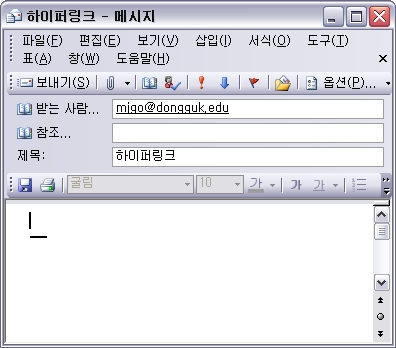 하이퍼링크 - 메시지
파일(F) 편집(E) 보기(V) 삽입(I) 서식(O) 도구(T)
표(A) 창(W) 도움말(H)
보내기(S) 옵션(P)...
받는 사람... mjgo@dongguk.edu
참조...
제목: 하이퍼링크
굴림 10 가 가 가